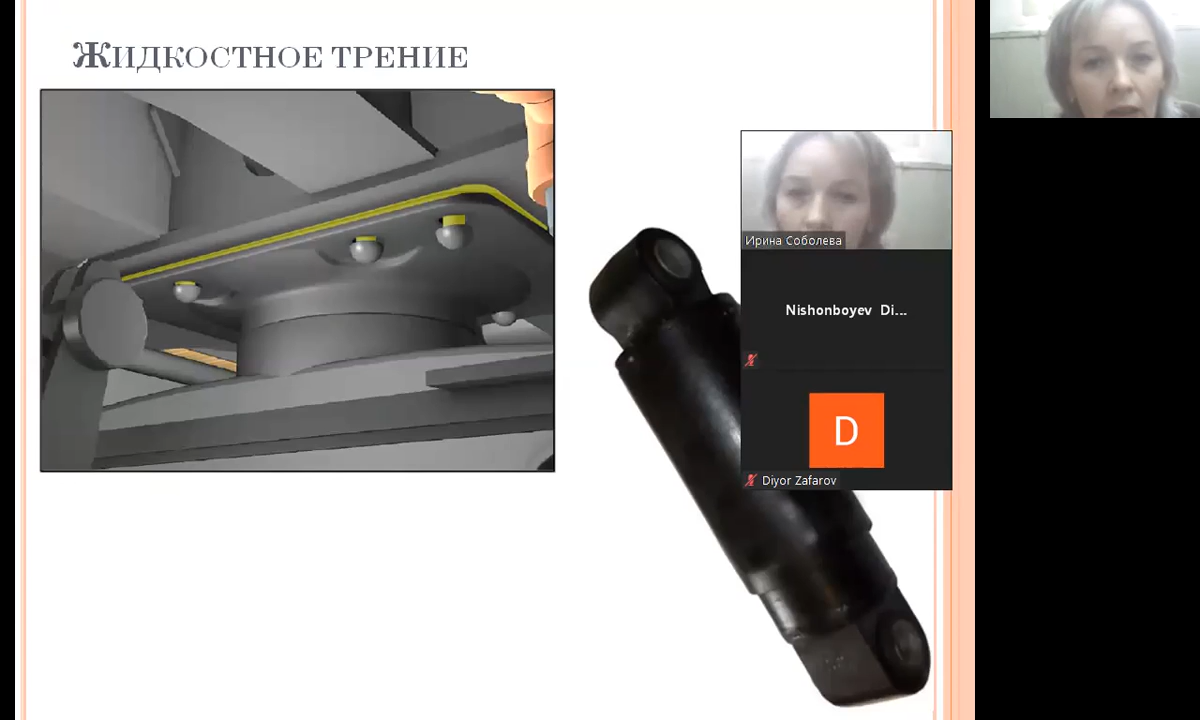 Жидкостное трение
Ирина Соболева
Nishonboyev Di...
D
Diyor Zafarov